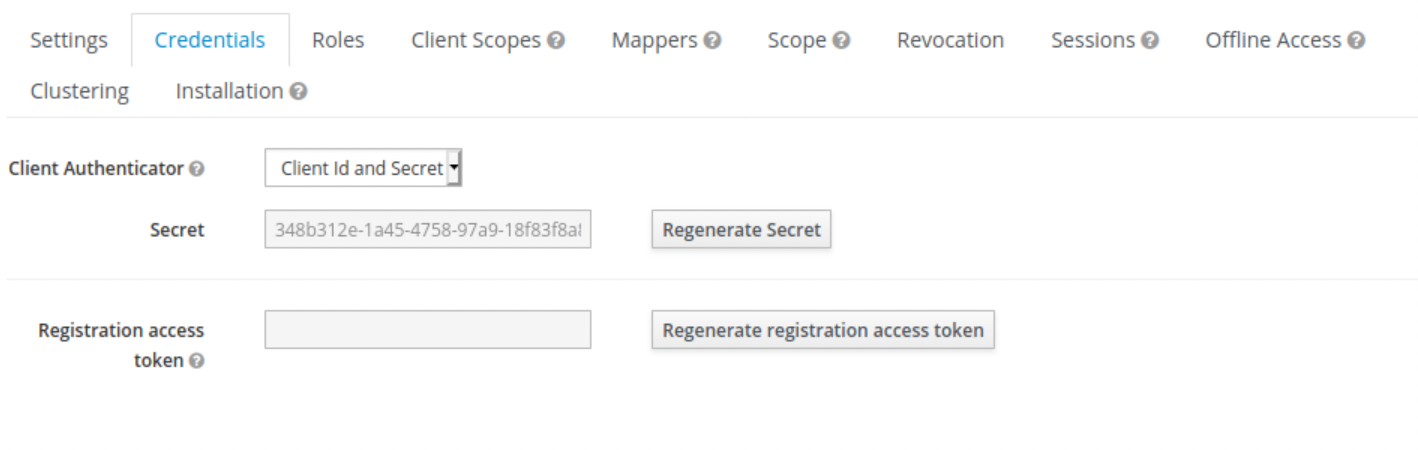 Settings Credentials Roles Client Scopes Mappers Scope Revocation Sessions Offline Access
Clustering Installation
Client Authenticator Client Id and Secret
Secret 348b312e-1a45-4758-97a9-18f83f8a Regenerate Secret
Registration access Regenerate registration access token
token